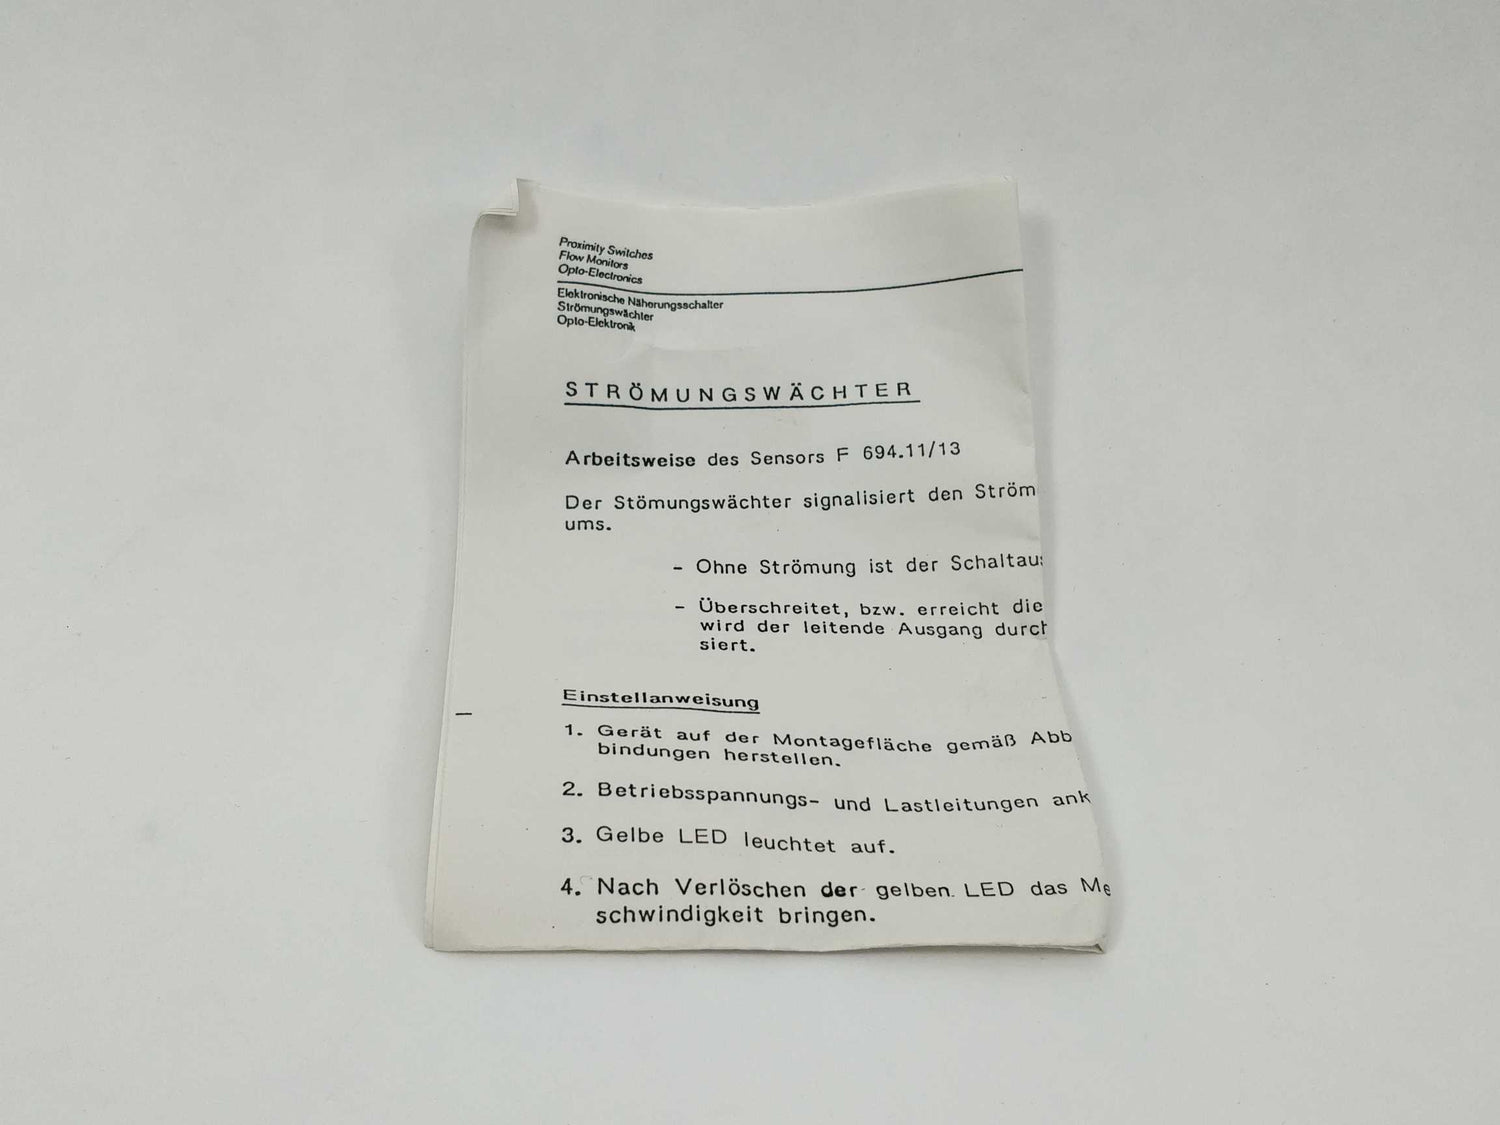 Proximity Switches
Flow Monitors
Opto-Electronics
Elektronische Näherungsschalter
Strömungswächter
Opto-Elektronik
STRÖMUNGSWÄCHTER
Arbeitsweise des Sensors F 694.11/13
Der Stömungswächter signalisiert den Ström
ums.
- Ohne Strömung ist der Schaltau
- Überschreitet, bzw. erreicht die
wird der leitende Ausgang durch
siert.
Einstellanweisung
1. Gerät auf der Montagefläche gemäß Abb
bindungen herstellen.
2. Betriebsspannungs- und Lastleitungen ank
3. Gelbe LED leuchtet auf.
4. Nach Verlöschen der gelben LED das Me
schwindigkeit bringen.